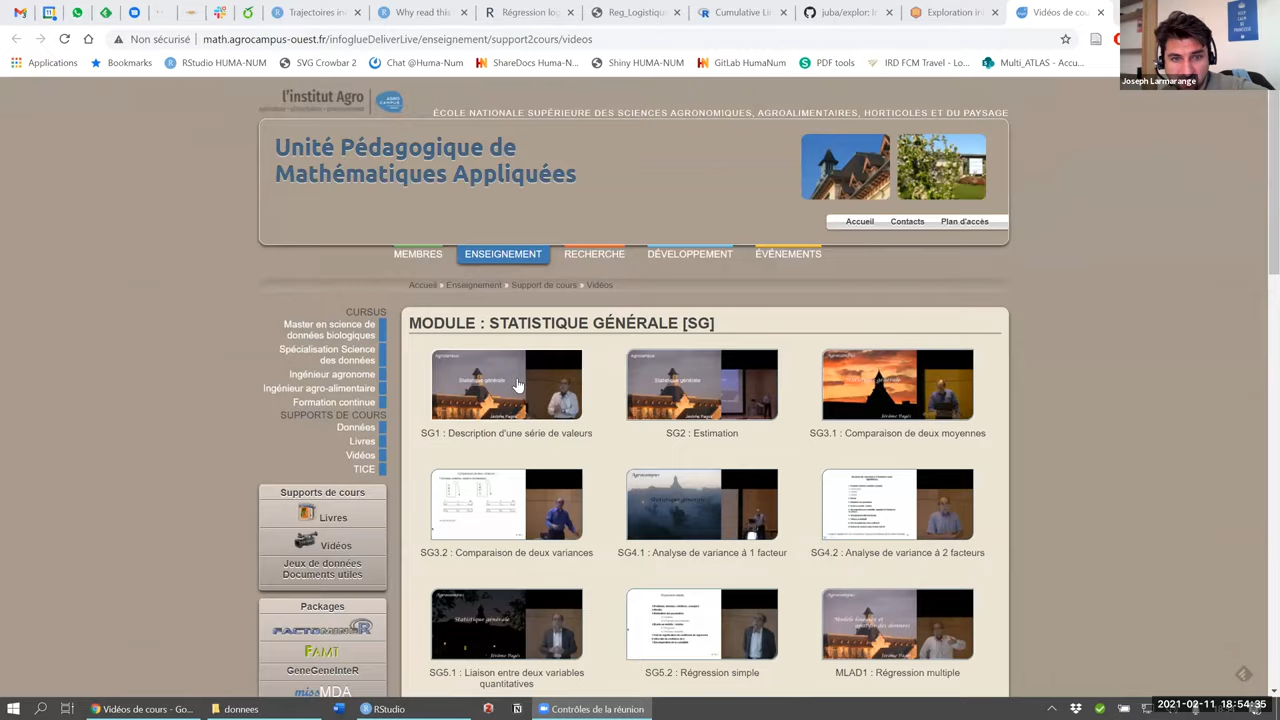 Trajectoires in
Why read this
Régression lo
Reg_Logistiqu
Cumulative Li
juba/explor: In
Exploration in
Vidéos de cou
Non sécurisé
math.agrocampus-ouest.fr/infoglueDeliverLive/enseignement/support2cours/videos
Applications
Bookmarks
RStudio HUMA-NUM
SVG Crowbar 2
Chat @Huma-Num
ShareDocs Huma-N...
Shiny HUMA-NUM
GitLab HumaNum
PDF tools
IRD FCM Travel - Lo...
Multi_ATLAS - Accu...
Joseph Larmarange
l'institut Agro
ÉCOLE NATIONALE SUPÉRIEURE DES SCIENCES AGRONOMIQUES, AGROALIMENTAIRES, HORTICOLES ET DU PAYSAGE
Unité Pédagogique de
Mathématiques Appliquées
Accueil
Contacts
Plan d'accès
MEMBRES
ENSEIGNEMENT
RECHERCHE
DÉVELOPPEMENT
ÉVÉNEMENTS
Accueil » Enseignement » Support de cours » Vidéos
CURSUS
Master en science de
données biologiques
Spécialisation Science
des données
Ingénieur agronome
Ingénieur agro-alimentaire
Formation continue
SUPPORTS DE COURS
Données
Livres
Vidéos
TICE
Supports de cours
Livres
Vidéos
Jeux de données
Documents utiles
Packages
FAMT
GeneGeneInteR
missMDA
MODULE : STATISTIQUE GÉNÉRALE [SG]
SG1 : Description d'une série de valeurs
SG2 : Estimation
SG3.1 : Comparaison de deux moyennes
SG3.2 : Comparaison de deux variances
SG4.1 : Analyse de variance à 1 facteur
SG4.2 : Analyse de variance à 2 facteurs
SG5.1 : Liaison entre deux variables
quantitatives
SG5.2 : Régression simple
MLAD1 : Régression multiple
Vidéos de cours - Go...
donnees
RStudio
Contrôles de la réunion
2021-02-11 18:54:35